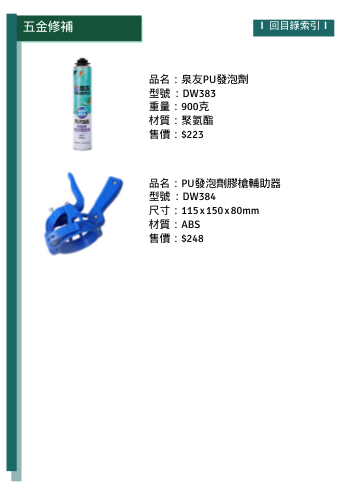 五金修補
I 回目錄索引 I
品名：泉友PU發泡劑
型號 ：DW383
重量：900克
材質：聚氨酯
售價：$223
品名：PU發泡劑膠槍輔助器
型號 ：DW384
尺寸：115x150x80mm
材質：ABS
售價：$248